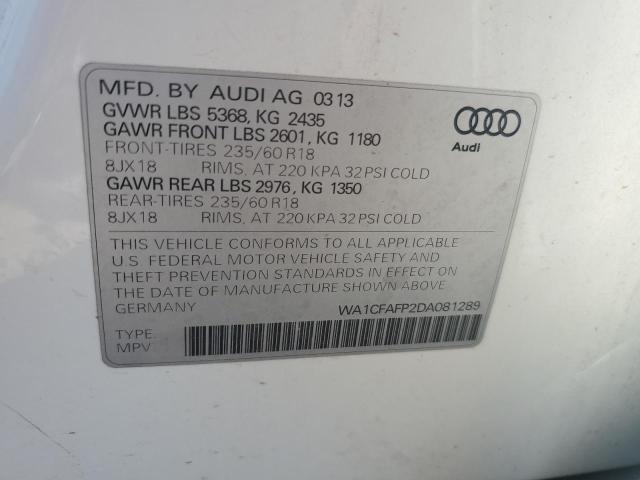 MFD. BY AUDI AG 03 13
GVWR LBS 5368, KG 2435
GAWR FRONT LBS 2601, KG 1180
FRONT-TIRES 235/60 R18
8JX18 RIMS, AT 220 KPA 32 PSI COLD
GAWR REAR LBS 2976, KG 1350
REAR-TIRES 235/60 R18
8JX18 RIMS, AT 220 KPA 32 PSI COLD
Audi
THIS VEHICLE CONFORMS TO ALL APPLICABLE
U.S. FEDERAL MOTOR VEHICLE SAFETY AND
THEFT PREVENTION STANDARDS IN EFFECT ON
THE DATE OF MANUFACTURE SHOWN ABOVE
GERMANY WA1CFAFP2DA081289
TYPE:
MPV